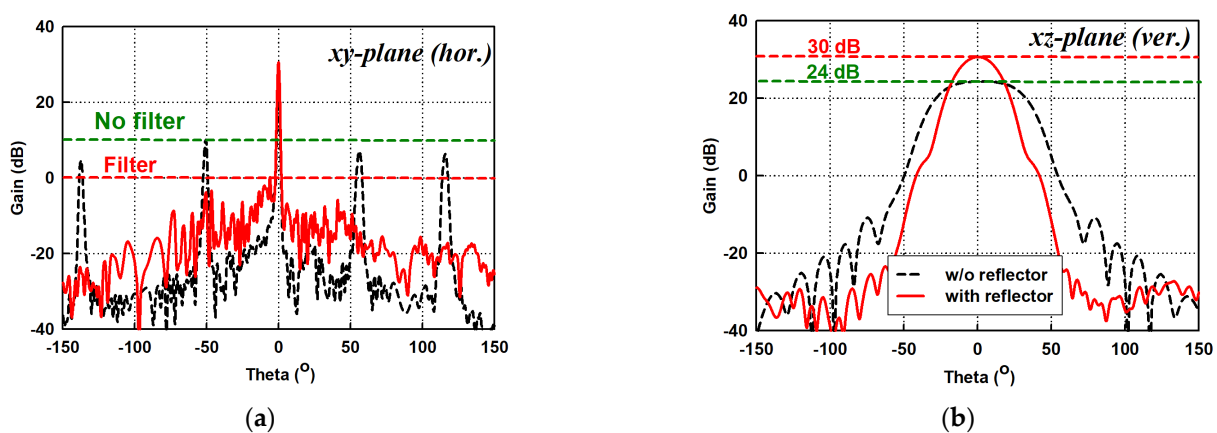 xy-plane (hor.)
No filter
Filter
40
20
0
-20
-40
Gain (dB)
-150
-100
-50
0
50
100
150
Theta (O)
(a)
xz-plane (ver.)
30 dB
24 dB
40
20
0
-20
-40
Gain (dB)
w/o reflector
with reflector
-150
-100
-50
0
50
100
150
Theta (O)
(b)